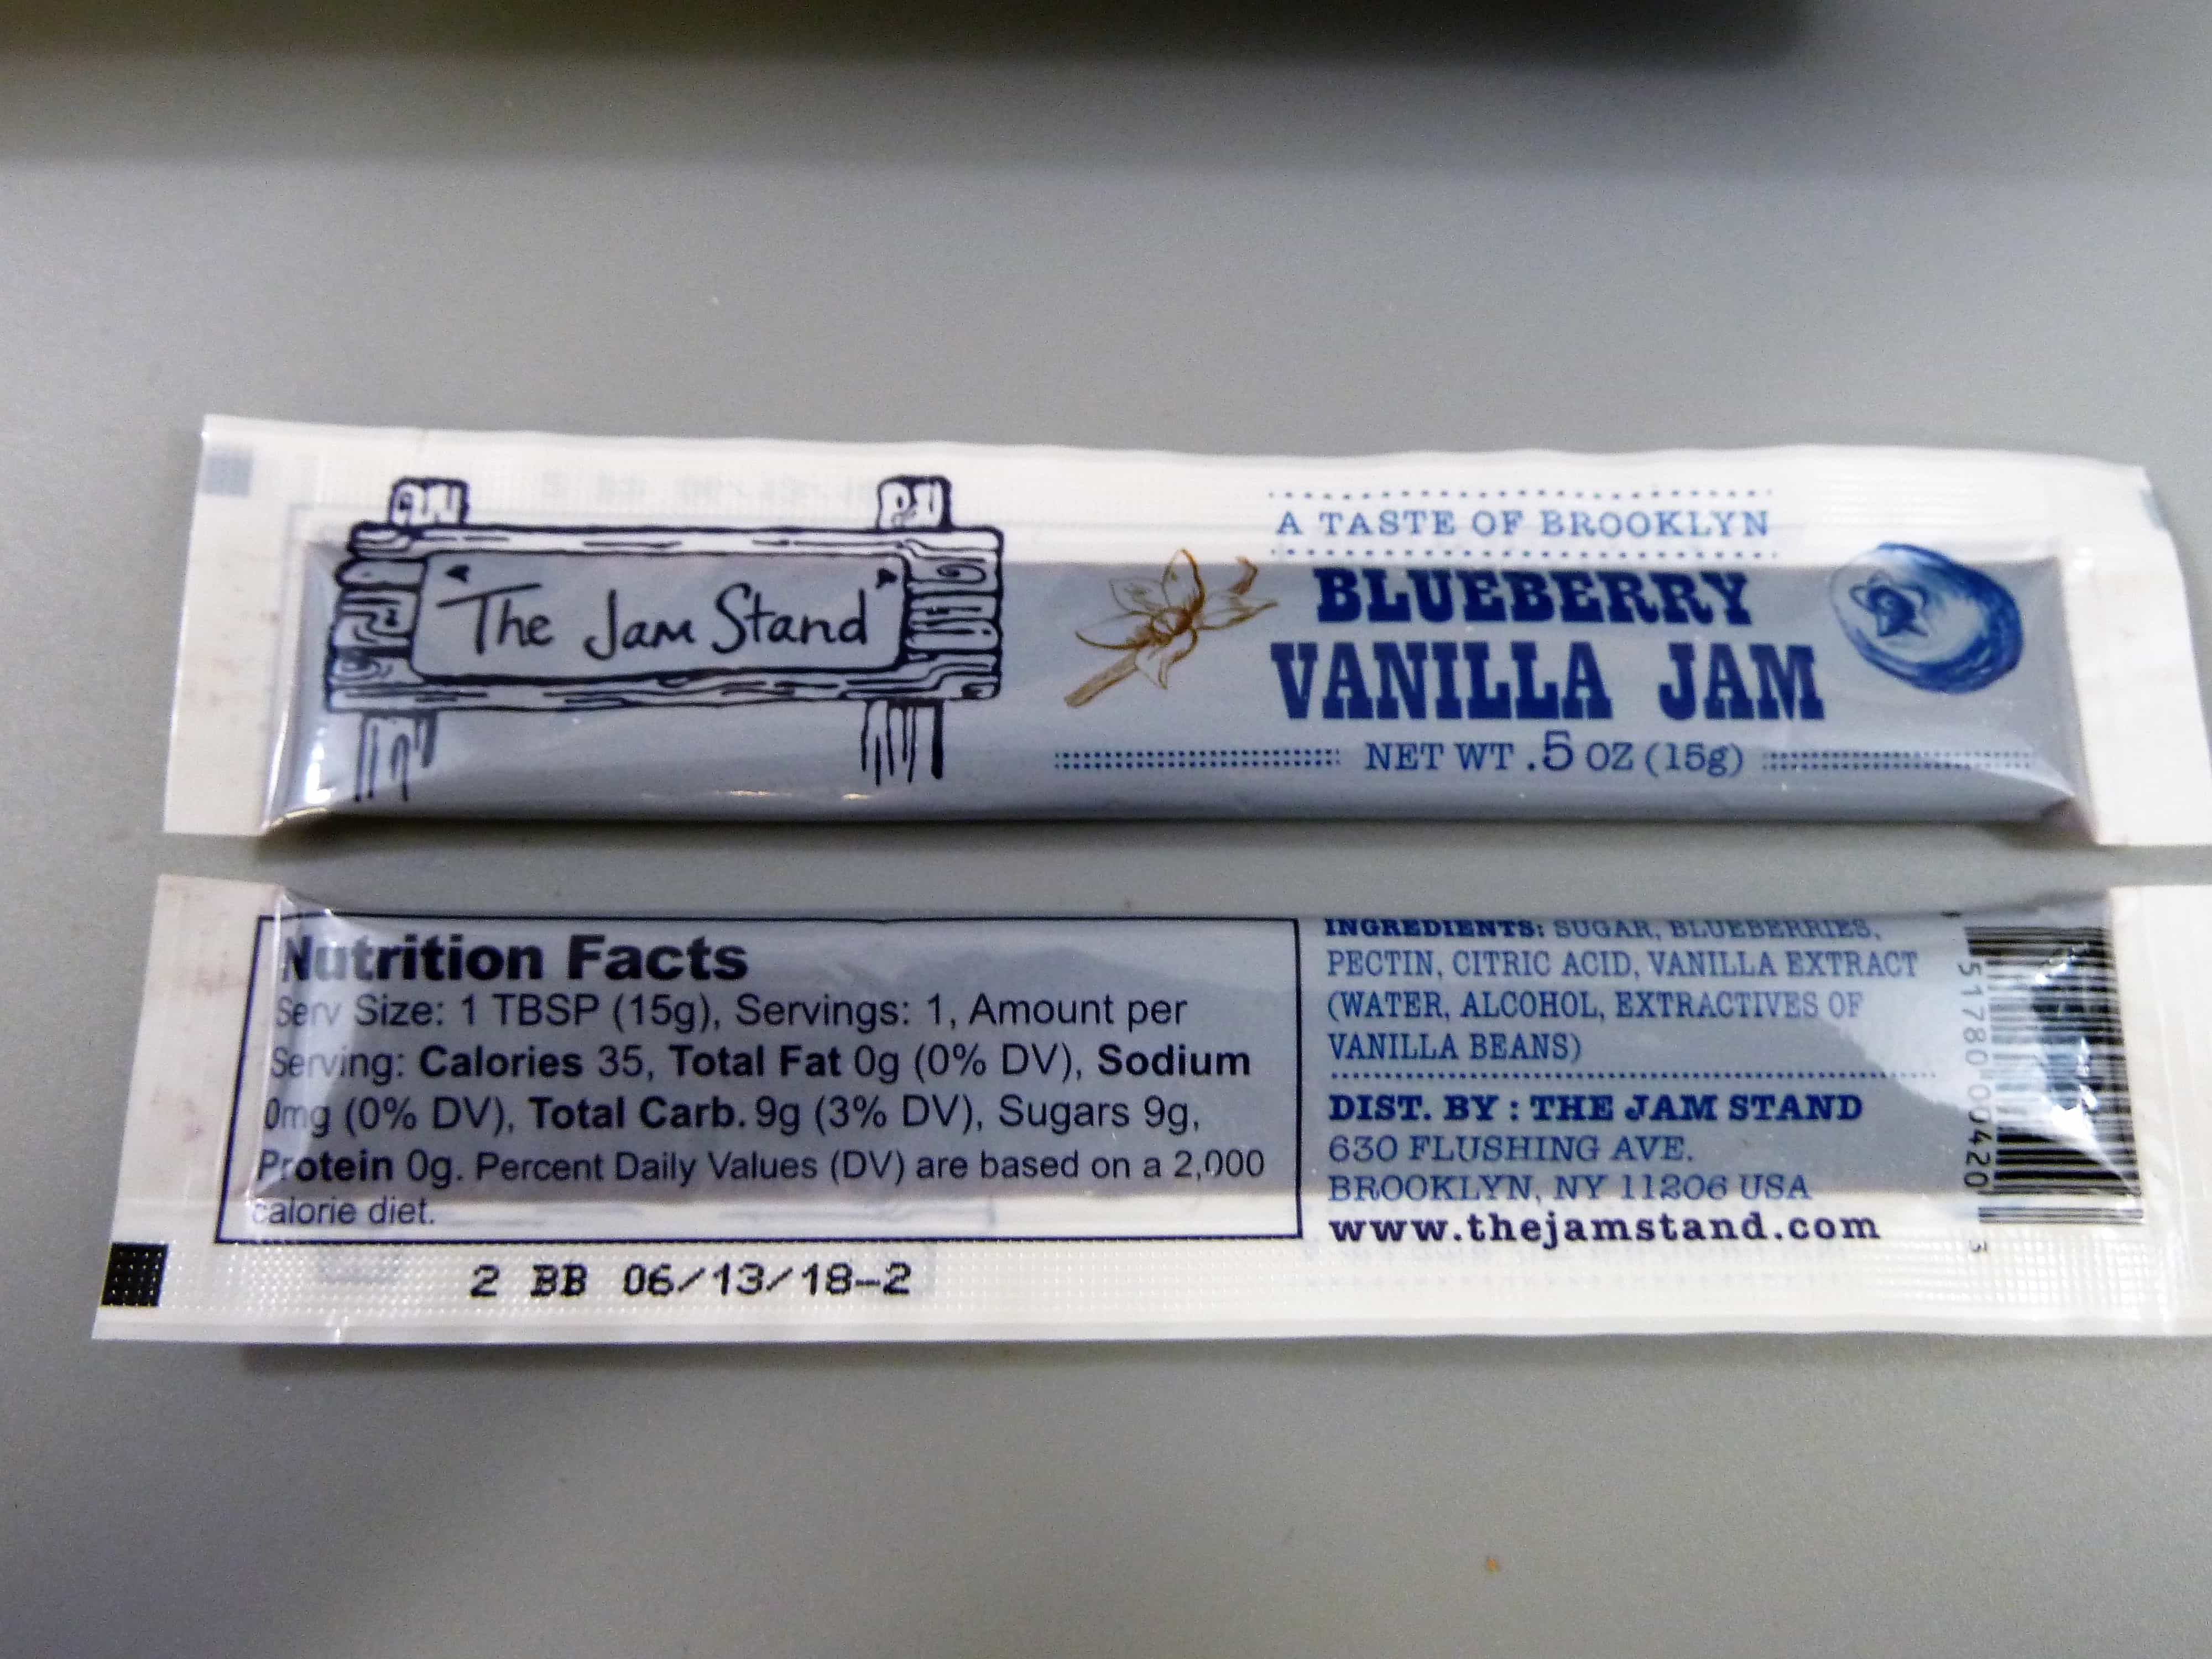 The Jam Stand
A TASTE OF BROOKLYN
BLUEBERRY
VANILLA JAM
NET WT .5 OZ (15g)
Nutrition Facts
Serv Size: 1 TBSP (15g), Servings: 1, Amount per
Serving: Calories 35, Total Fat 0g (0% DV), Sodium
0mg (0% DV), Total Carb. 9g (3% DV), Sugars 9g,
Protein 0g. Percent Daily Values (DV) are based on a 2,000
calorie diet.
2 BB 06/13/18-2
INGREDIENTS: SUGAR, BLUEBERRIES,
PECTIN, CITRIC ACID, VANILLA EXTRACT
(WATER, ALCOHOL, EXTRACTIVES OF
VANILLA BEANS)
DIST. BY : THE JAM STAND
630 FLUSHING AVE.
BROOKLYN, NY 11206 USA
www.thejamstand.com
51780 00420 3